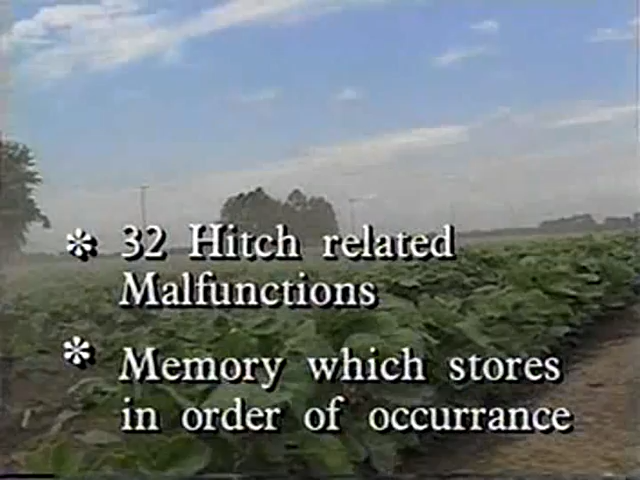 * 32 Hitch related
Malfunctions
* Memory which stores
in order of occurrance